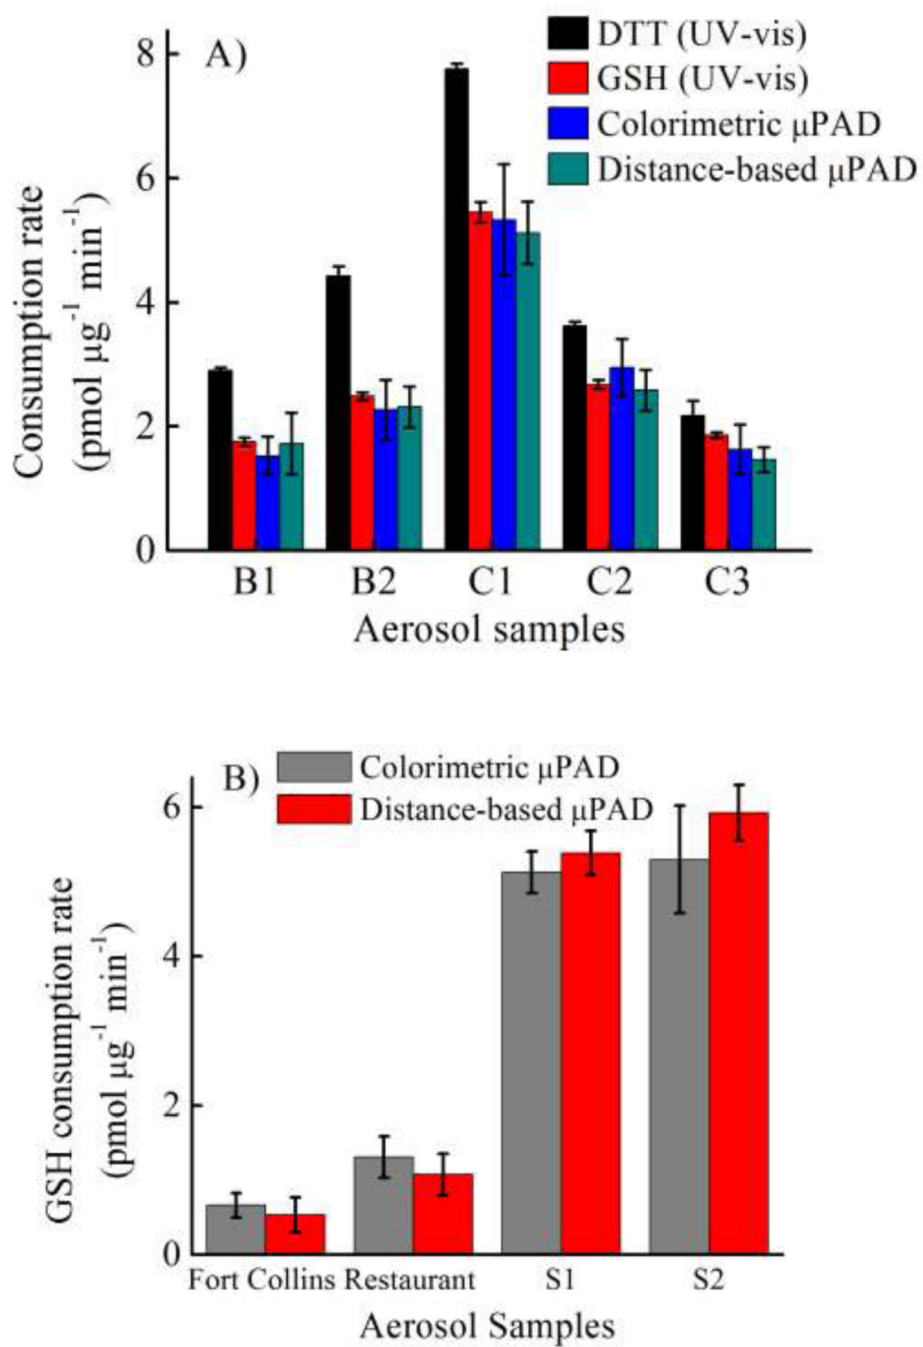 A)
DTT (UV-vis)
GSH (UV-vis)
Colorimetric μPAD
Distance-based μPAD
Consumption rate
(pmol μg⁻¹ min⁻¹)
8
6
4
2
0
B1 B2 C1 C2 C3
Aerosol samples
B)
Colorimetric μPAD
Distance-based μPAD
GSH consumption rate
(pmol μg⁻¹ min⁻¹)
6
4
2
0
Fort Collins Restaurant S1 S2
Aerosol Samples